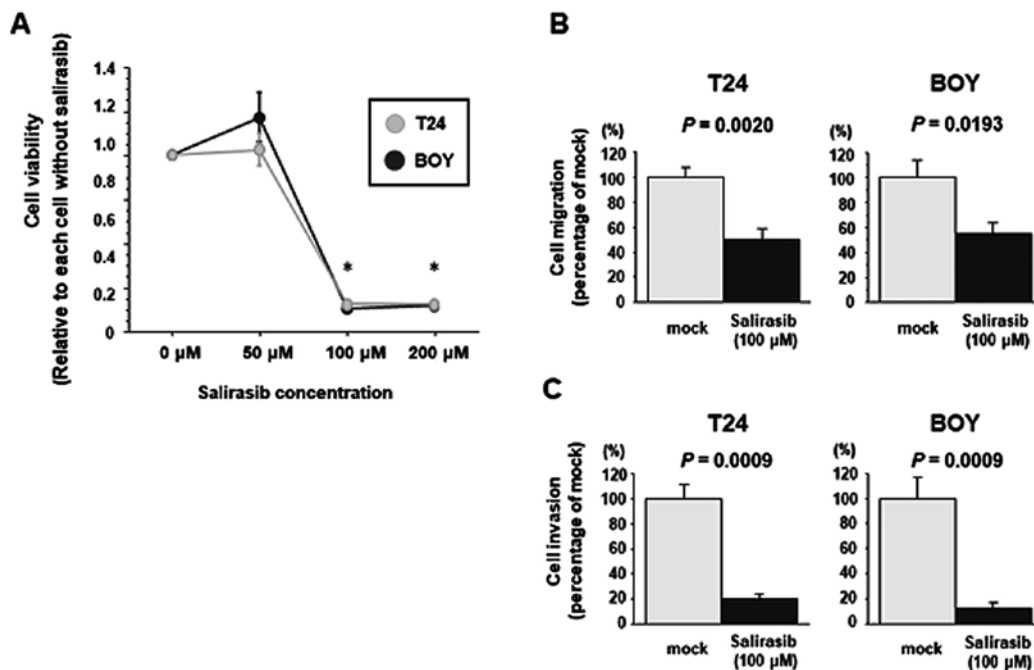 A
Cell viability
(Relative to each cell without salirasib)
1.4
1.2
1.0
0.8
0.6
0.4
0.2
0
T24
BOY
*
*
0 μM
50 μM
100 μM
200 μM
Salirasib concentration
B
T24
BOY
P = 0.0020
P = 0.0193
Cell migration
(percentage of mock)
(%)
120
100
80
60
40
20
0
mock
Salirasib
(100 μM)
(%)
120
100
80
60
40
20
0
mock
Salirasib
(100 μM)
C
T24
BOY
P = 0.0009
P = 0.0009
Cell invasion
(percentage of mock)
(%)
120
100
80
60
40
20
0
mock
Salirasib
(100 μM)
(%)
120
100
80
60
40
20
0
mock
Salirasib
(100 μM)